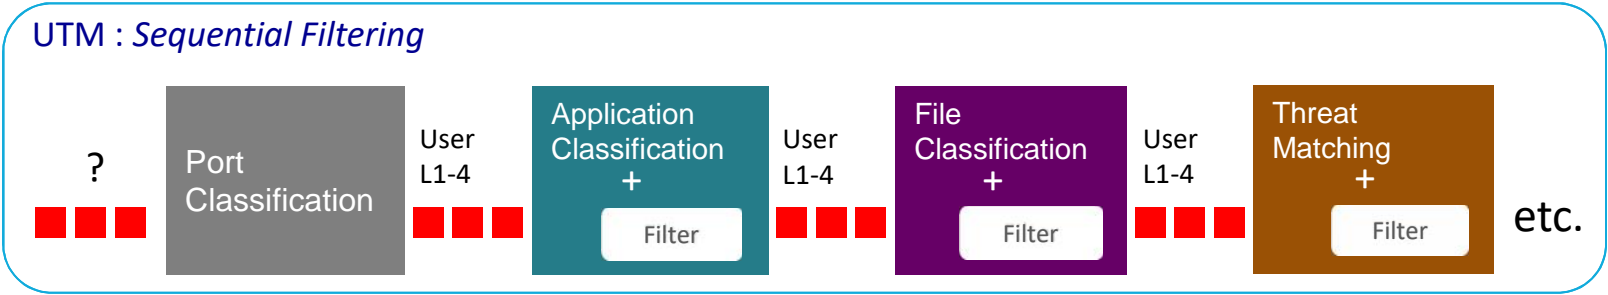 UTM : Sequential Filtering
?
Port
Classification
User
L1-4
Application
Classification
+
Filter
User
L1-4
File
Classification
+
Filter
User
L1-4
Threat
Matching
+
Filter
etc.